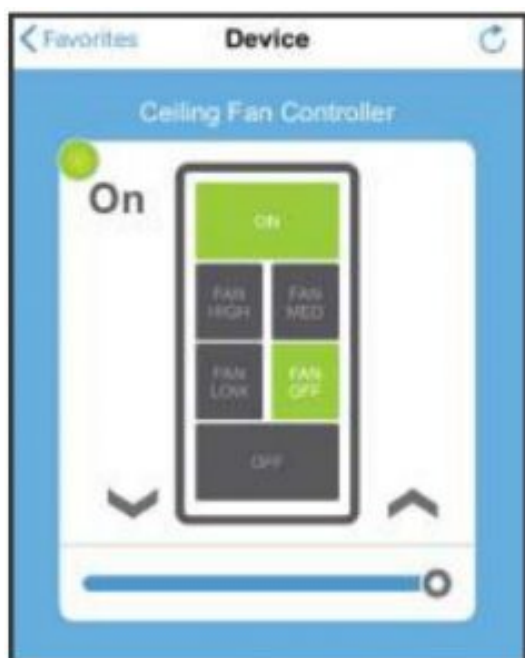 Favorites Device
Ceiling Fan Controller
On
ON
FAN
HIGH
FAN
MED
FAN
LOW
FAN
OFF
OFF